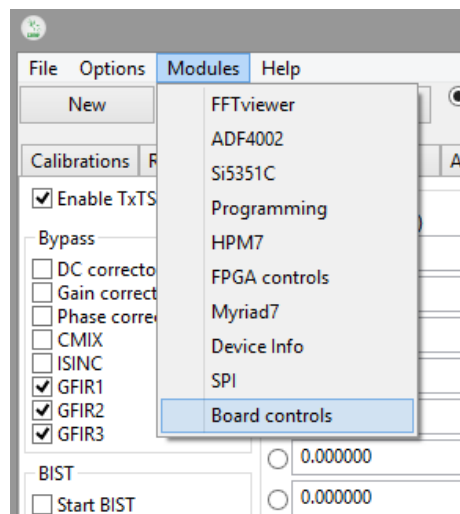 File Options Modules Help
New
FFTviewer
ADF4002
Si5351C
Programming
HPM7
FPGA controls
Myriad7
Device Info
SPI
Board controls
Calibrations R
A
Enable TxTS
)
Bypass
DC correcto
Gain correct
Phase corre
CMIX
ISINC
GFIR1
GFIR2
GFIR3
0.000000
BIST
Start BIST
0.000000